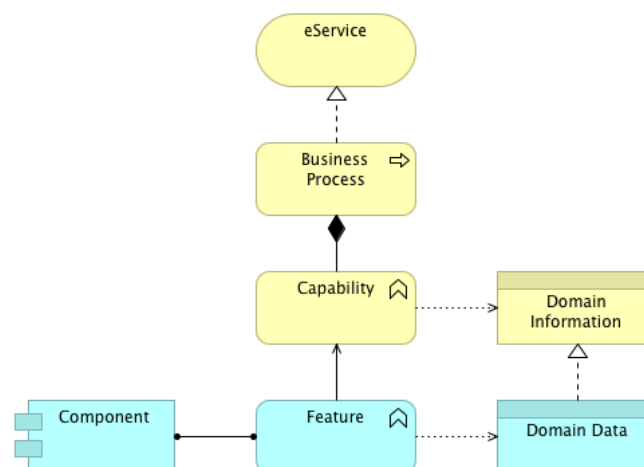 eService
Business
Process
Capability
Domain
Information
Component
Feature
Domain Data